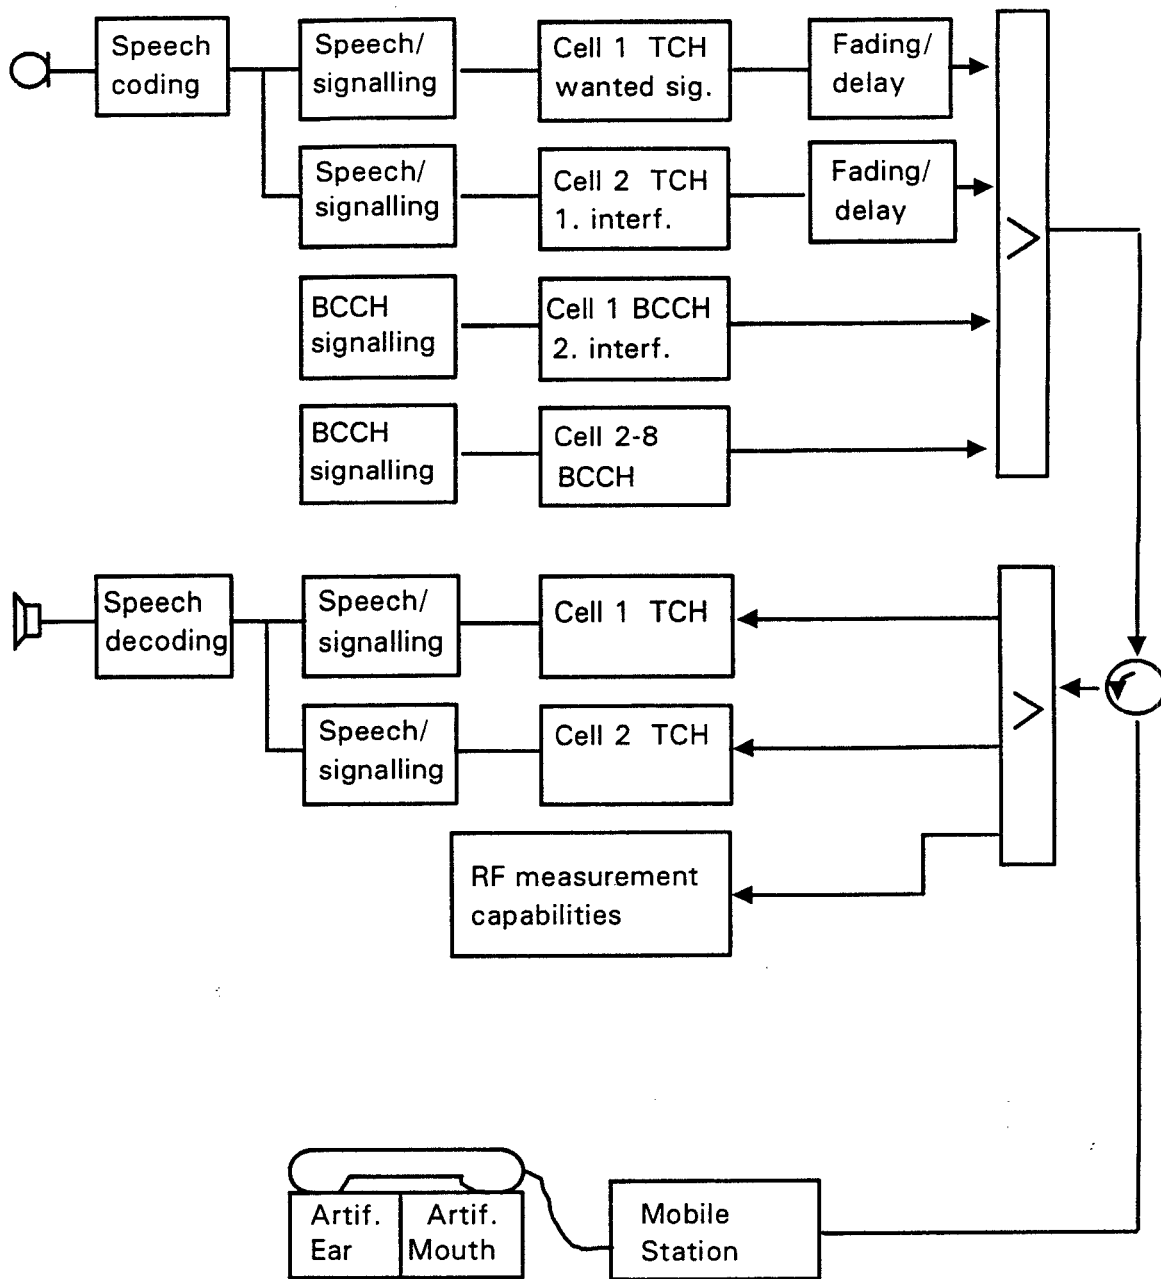 Speech
coding
Speech/
signalling
Cell 1 TCH
wanted sig.
Fading/
delay
Speech/
signalling
Cell 2 TCH
1. interf.
Fading/
delay
BCCH
signalling
Cell 1 BCCH
2. interf.
BCCH
signalling
Cell 2-8
BCCH
Speech
decoding
Speech/
signalling
Cell 1 TCH
Speech/
signalling
Cell 2 TCH
RF measurement
capabilities
Artif.
Ear
Artif.
Mouth
Mobile
Station